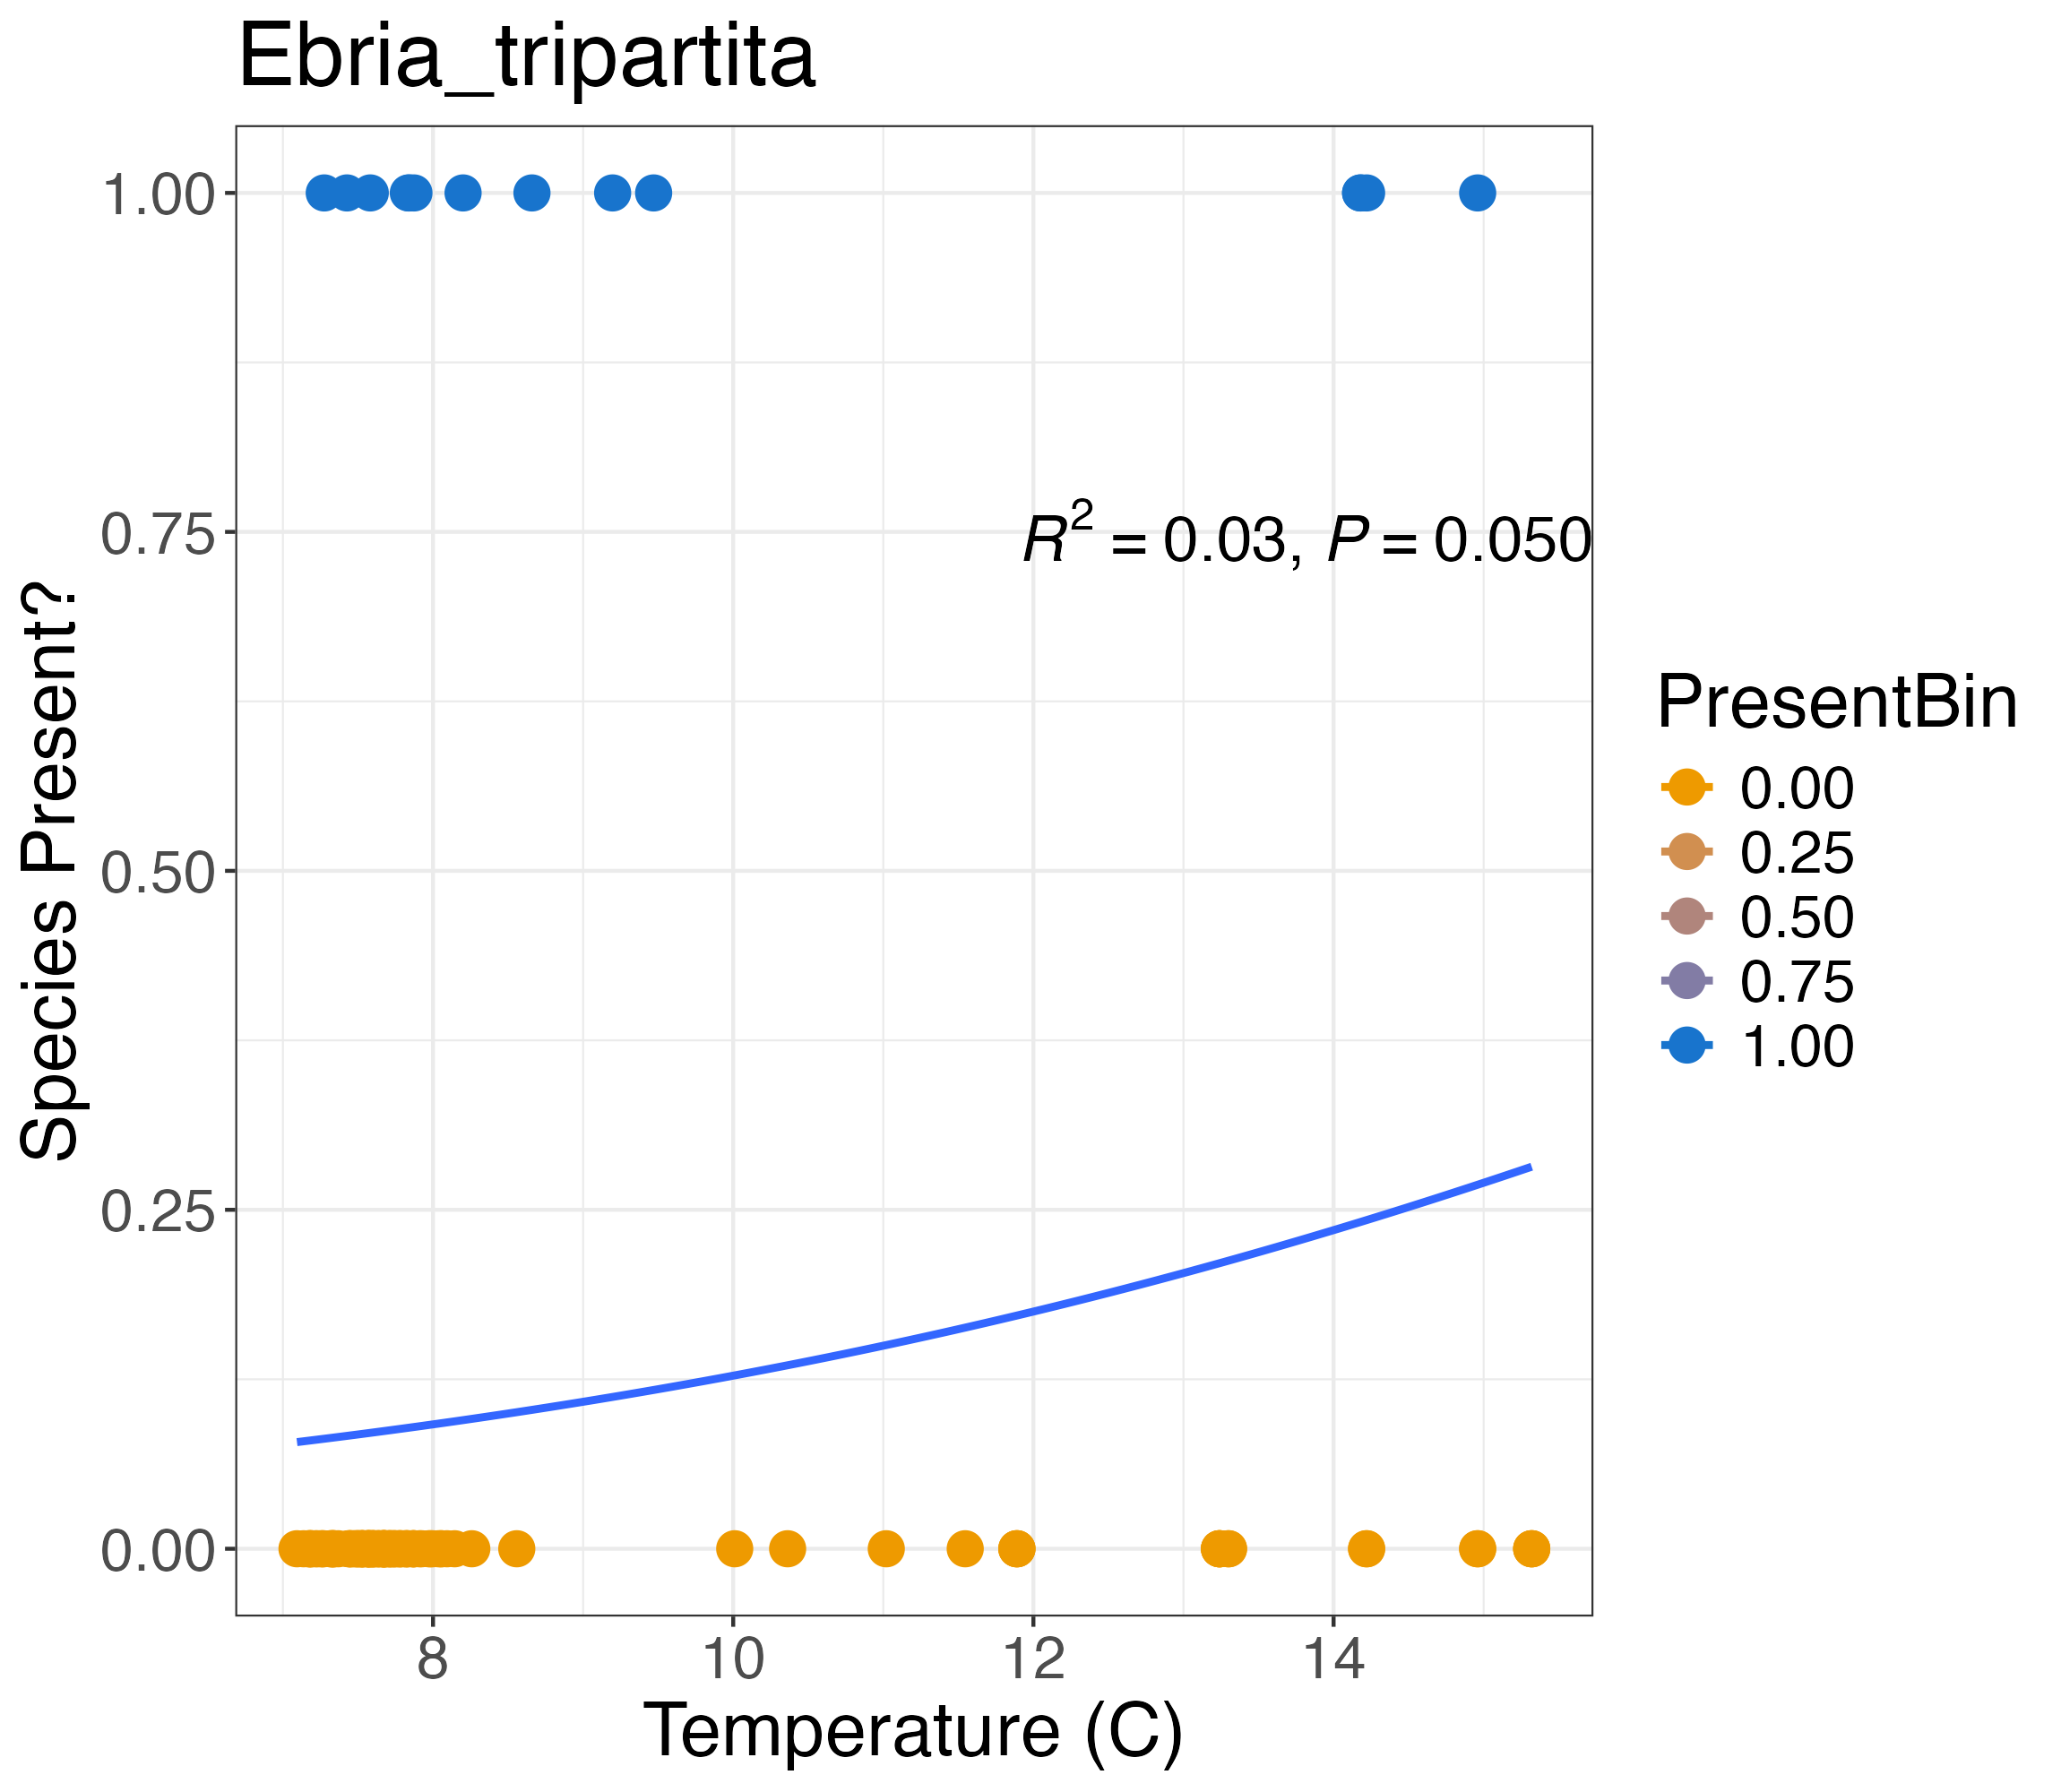 Ebria_tripartita
1.00
0.75
0.50
0.25
0.00
Species Present?
R² = 0.03, P = 0.050
8 10 12 14
Temperature (C)
PresentBin
0.00
0.25
0.50
0.75
1.00